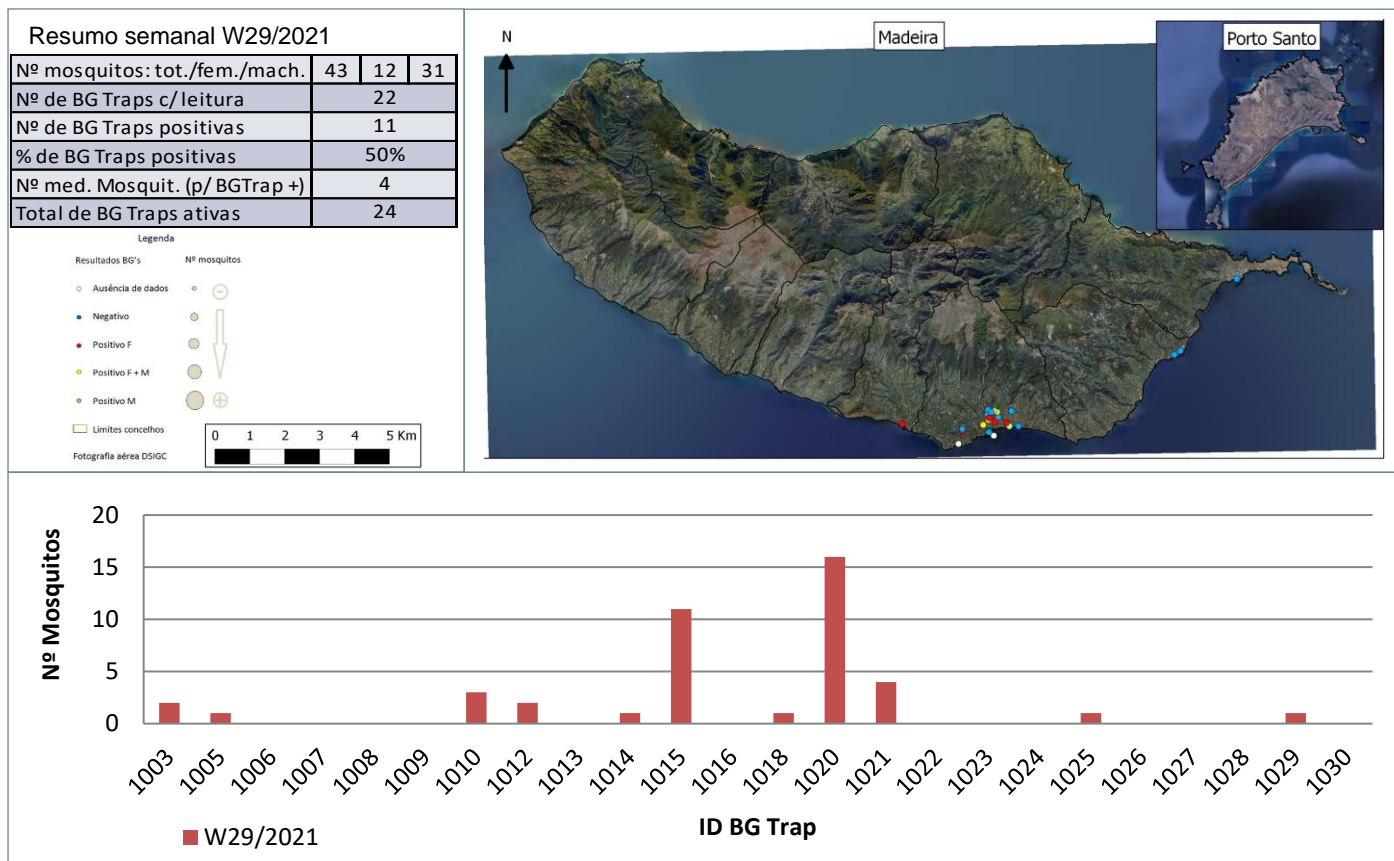 Resumo semanal W29/2021
Nº mosquitos: tot./fem./mach. 43 12 31
Nº de BG Traps c/ leitura 22
Nº de BG Traps positivas 11
% de BG Traps positivas 50%
Nº med. Mosquit. (p/ BGTrap +) 4
Total de BG Traps ativas 24
Legenda
Resultados BG's Nº mosquitos
Ausência de dados
Negativo
Positivo F
Positivo F + M
Positivo M
Limites concelhos
Fotografia aérea DSIGC
0 1 2 3 4 5 Km
N
Madeira
Porto Santo
Nº Mosquitos
20
15
10
5
0
1003 1005 1006 1007 1008 1009 1010 1012 1013 1014 1015 1016 1018 1020 1021 1022 1023 1024 1025 1026 1027 1028 1029 1030
W29/2021
ID BG Trap